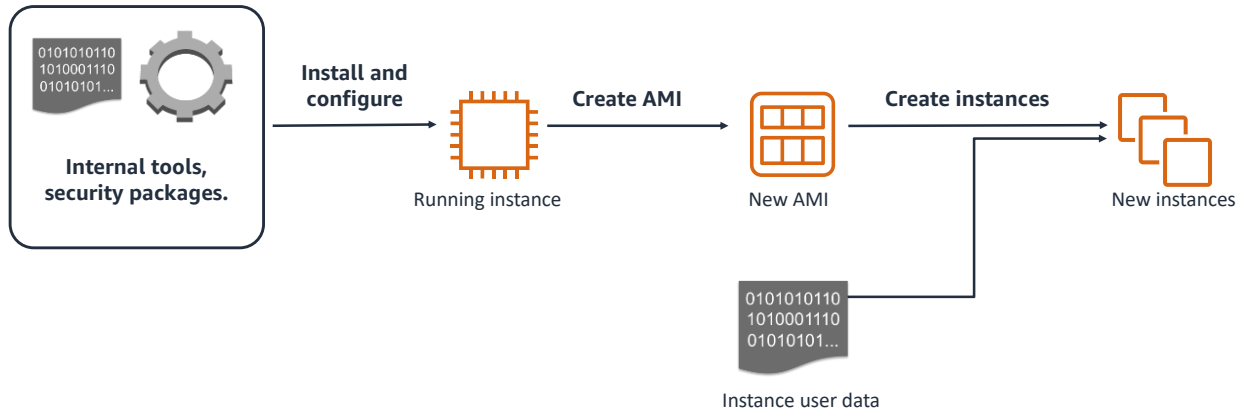 0101010110
1010001110
01010101...
Internal tools,
security packages.
Install and
configure
Running instance
Create AMI
New AMI
Create instances
New instances
0101010110
1010001110
01010101...
Instance user data